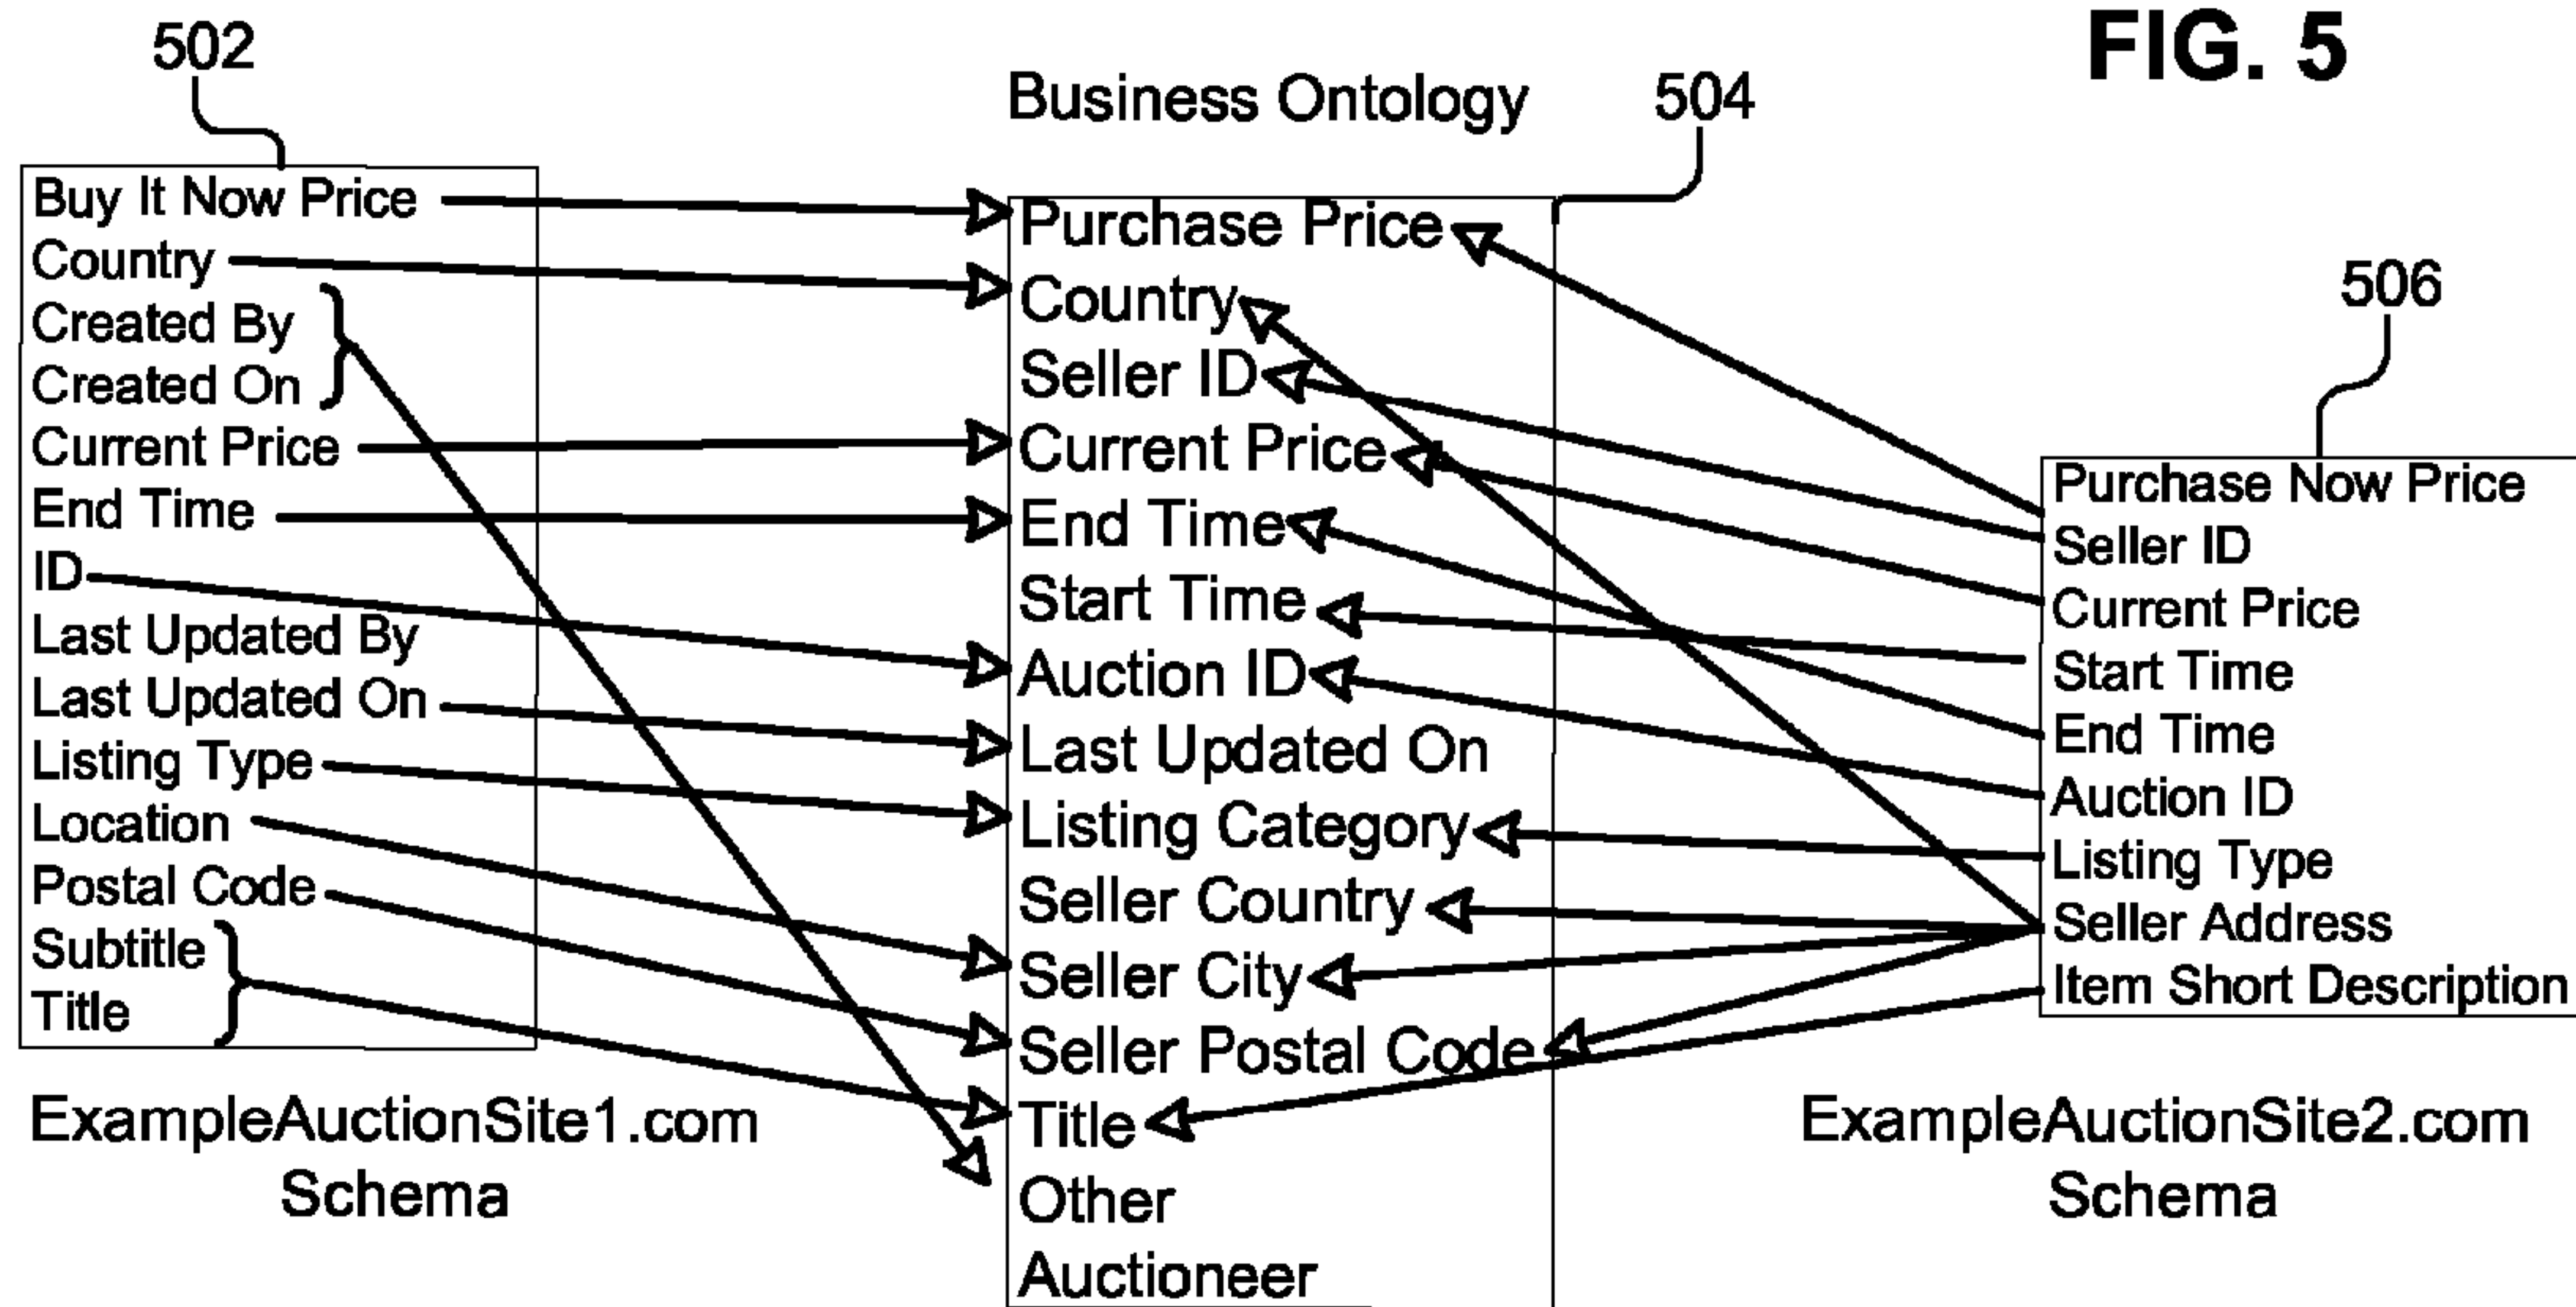 FIG. 5
502
Buy It Now Price
Country
Created By
Created On
Current Price
End Time
ID
Last Updated By
Last Updated On
Listing Type
Location
Postal Code
Subtitle
Title
ExampleAuctionSite1.com
Schema
Business Ontology
504
Purchase Price
Country
Seller ID
Current Price
End Time
Start Time
Auction ID
Last Updated On
Listing Category
Seller Country
Seller City
Seller Postal Code
Title
Other
Auctioneer
506
Purchase Now Price
Seller ID
Current Price
Start Time
End Time
Auction ID
Listing Type
Seller Address
Item Short Description
ExampleAuctionSite2.com
Schema